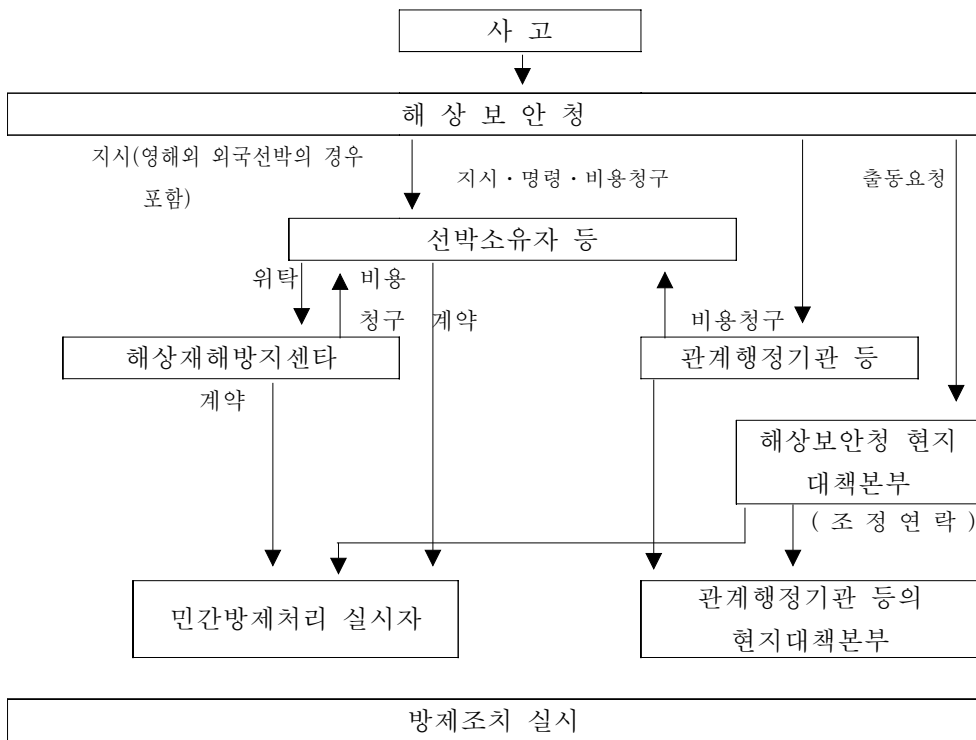 사 고
해 상 보 안 청
지시(영해외 외국선박의 경우
포함)
지시·명령·비용청구
출동요청
선박소유자 등
위탁
비용
청구
계약
비용청구
해상재해방지센타
관계행정기관 등
계약
해상보안청 현지
대책본부
( 조 정 연 락 )
민간방제처리 실시자
관계행정기관 등의
현지대책본부
방제조치 실시